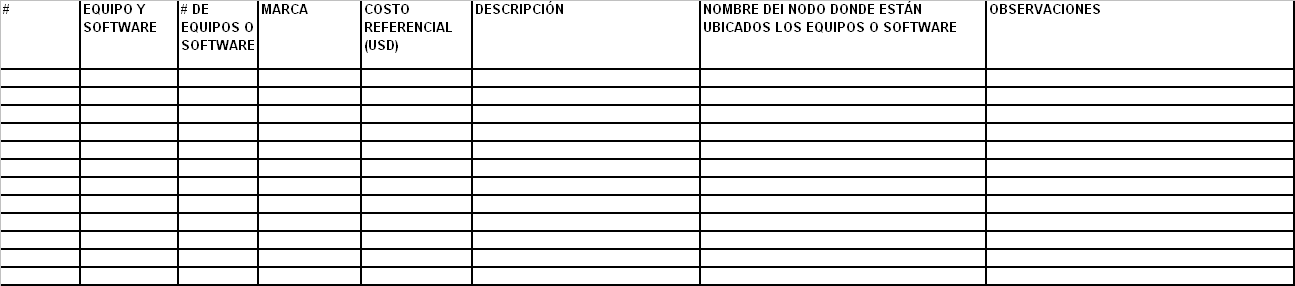 #
EQUIPO Y
SOFTWARE
# DE
EQUIPOS O
SOFTWARE
MARCA
COSTO
REFERENCIAL
(USD)
DESCRIPCIÓN
NOMBRE DEl NODO DONDE ESTÁN
UBICADOS LOS EQUIPOS O SOFTWARE
OBSERVACIONES